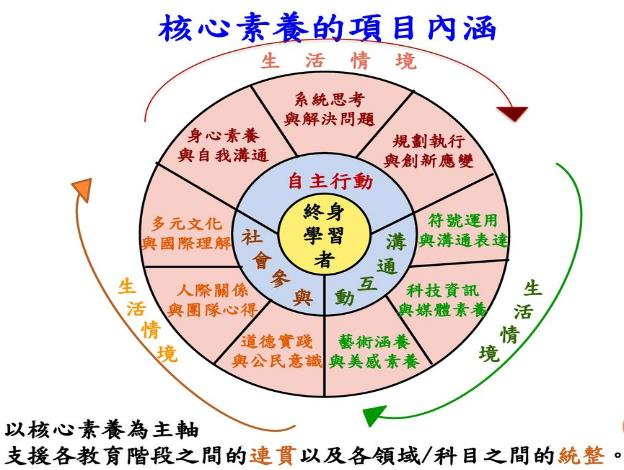 核心素養的項目內涵
生活情境
系統思考
與解決問題
身心素養
與自我溝通
規劃執行
與創新應變
自主行動
終身
學習
者
多元文化
與國際理解
符號運用
與溝通表達
社會參與
溝通互動
人際關係
與團隊心得
科技資訊
與媒體素養
道德實踐
與公民意識
藝術涵養
與美感素養
生活情境
生活情境
以核心素養為主軸
支援各教育階段之間的連貫以及各領域/科目之間的統整。